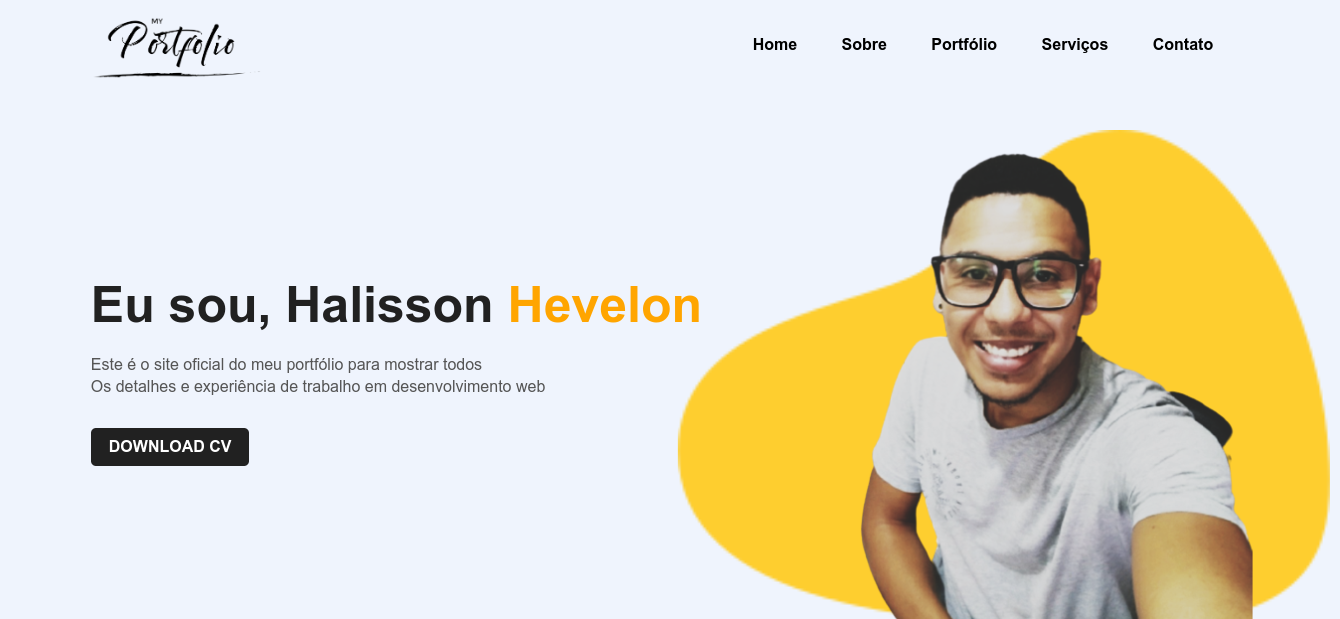 MY
Portfolio
Home Sobre Portfólio Serviços Contato
Eu sou, Halisson Hevelon
Este é o site oficial do meu portfólio para mostrar todos
Os detalhes e experiência de trabalho em desenvolvimento web
DOWNLOAD CV